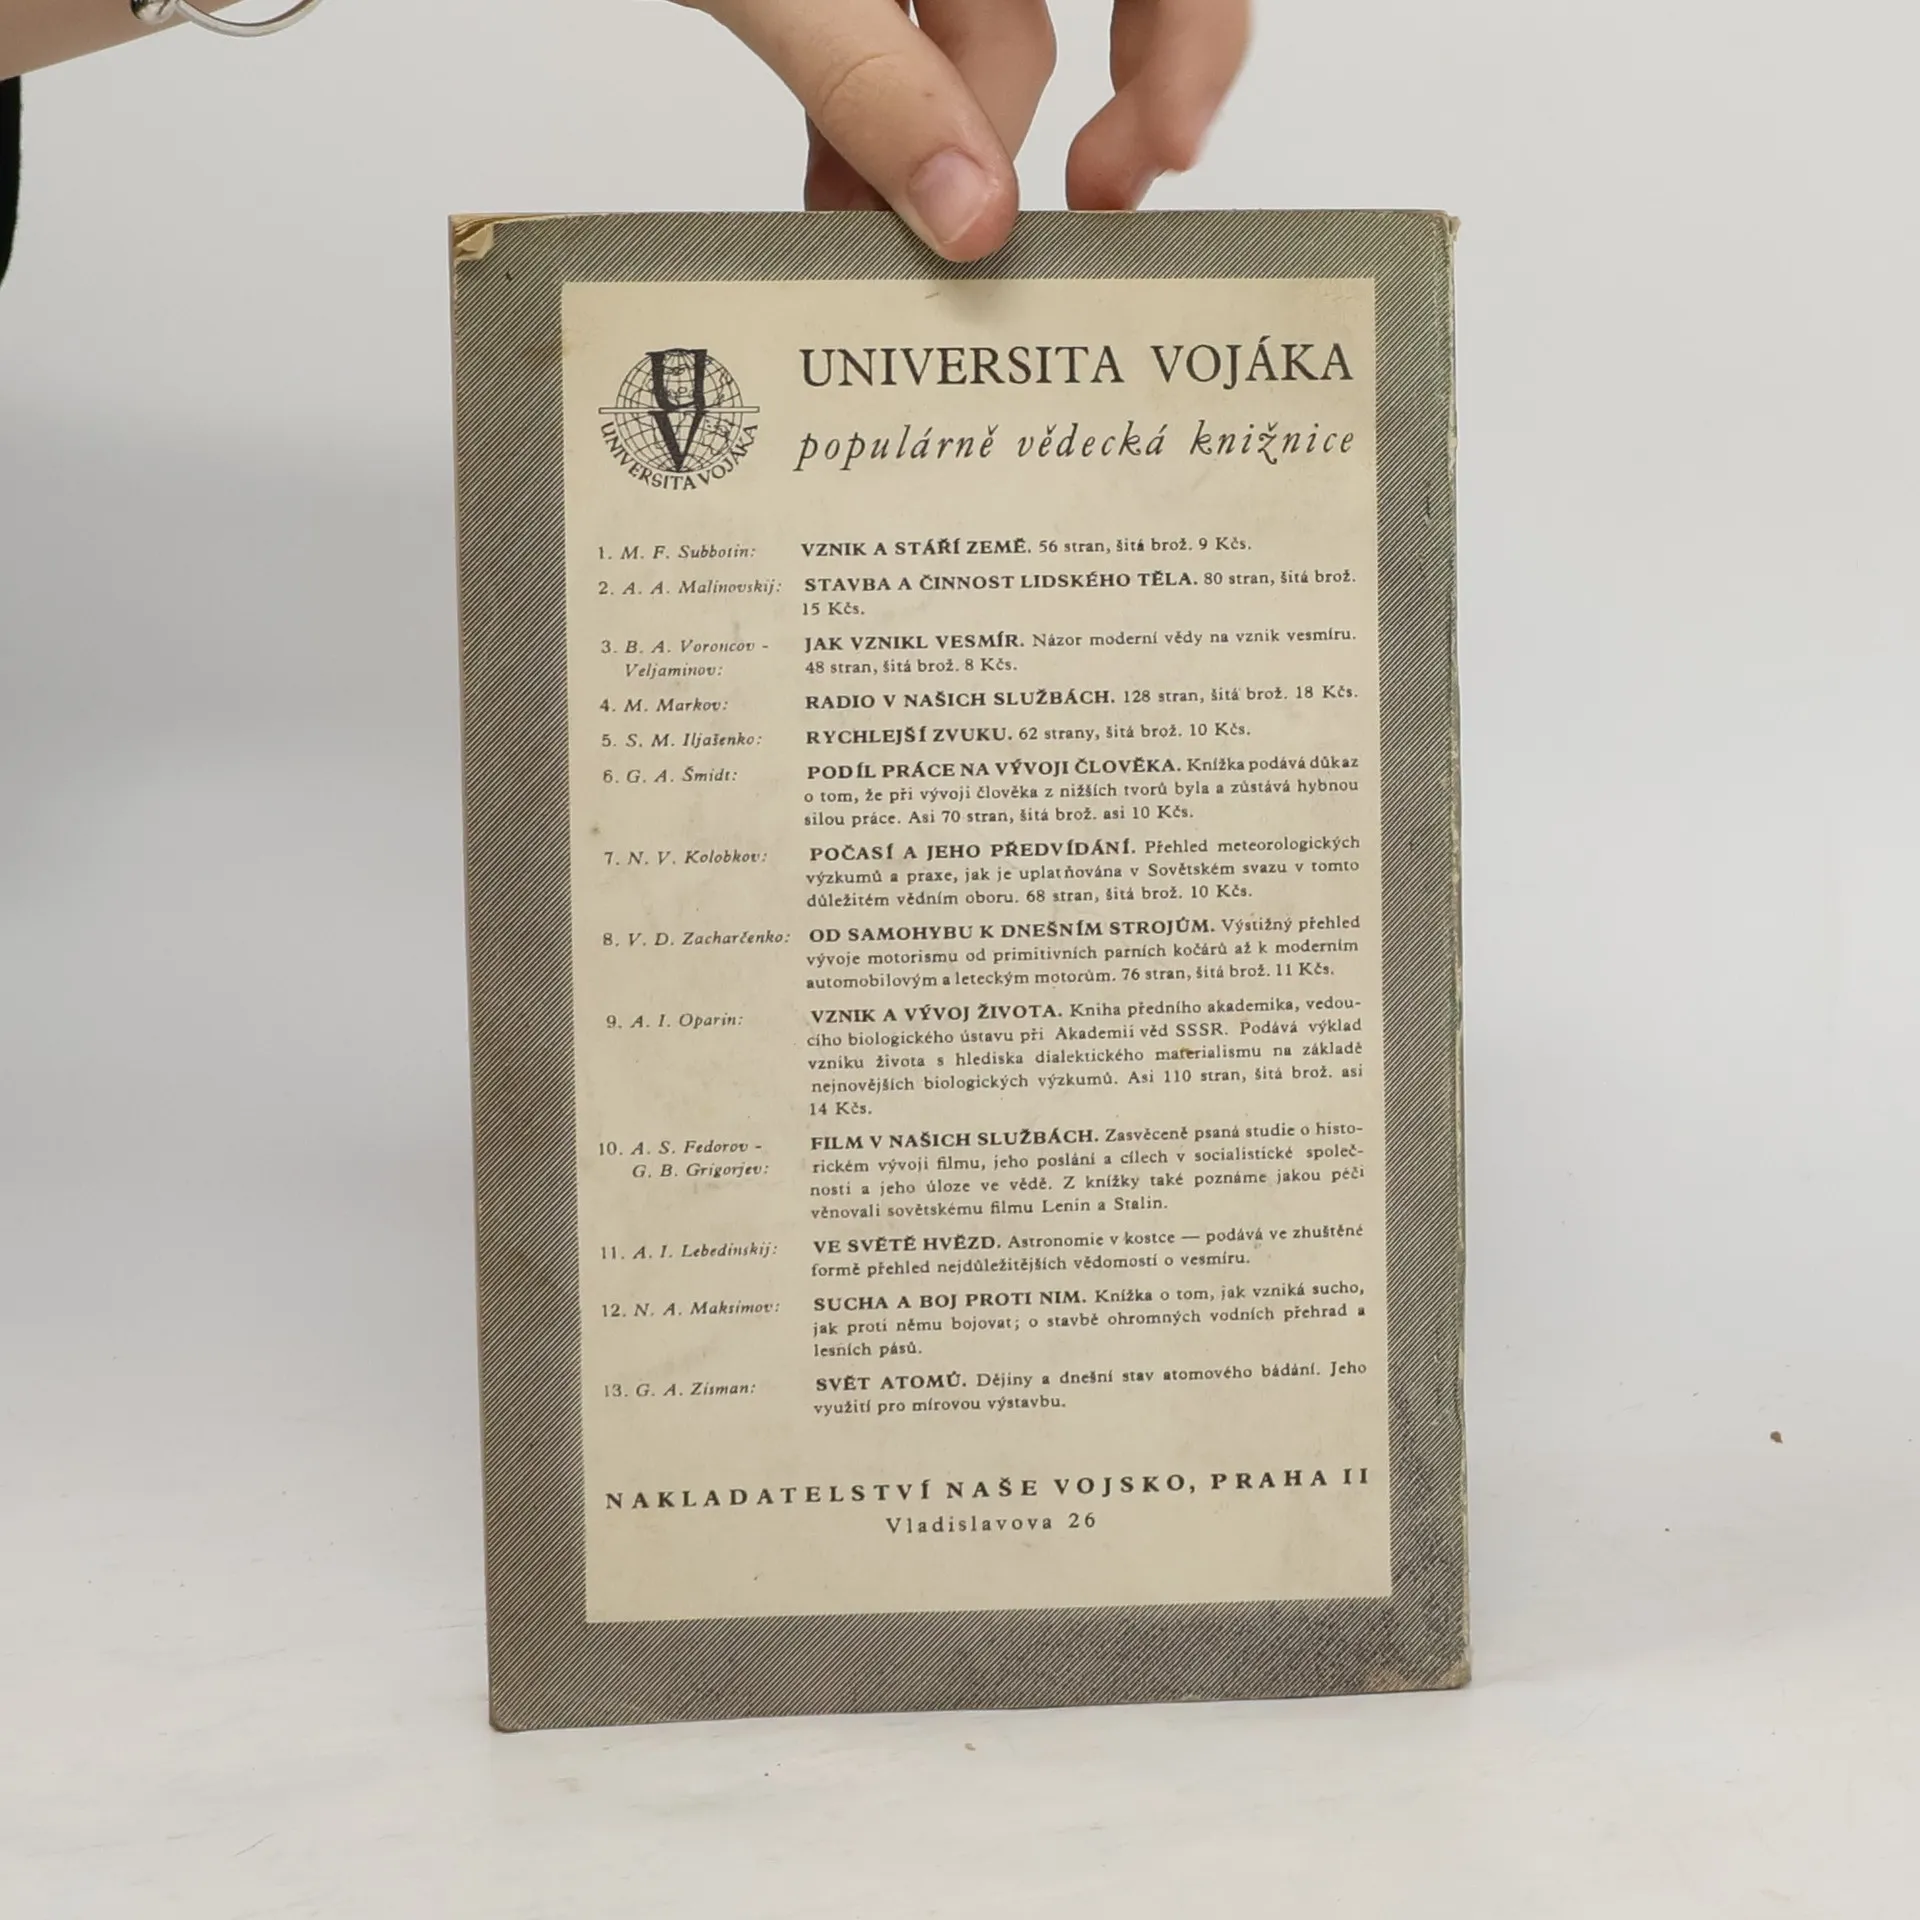 UV
UNIVERSITA VOJÁKA
UNIVERSITA VOJÁKA
populárně vědecká knižnice
1. M. F. Subbotin: VZNIK A STÁŘÍ ZEMĚ. 56 stran, šitá brož. 9 Kčs.
2. A. A. Malinovskij: STAVBA A ČINNOST LIDSKÉHO TĚLA. 80 stran, šitá brož.
15 Kčs.
3. B. A. Voroncov - JAK VZNIKL VESMÍR. Názor moderní vědy na vznik vesmíru.
Veljaminov: 48 stran, šitá brož. 8 Kčs.
4. M. Markov: RADIO V NAŠICH SLUŽBÁCH. 128 stran, šitá brož. 18 Kčs.
5. S. M. Iljašenko: RYCHLEJŠÍ ZVUKU. 62 strany, šitá brož. 10 Kčs.
6. G. A. Šmidt: PODÍL PRÁCE NA VÝVOJI ČLOVĚKA. Knížka podává důkaz
o tom, že při vývoji člověka z nižších tvorů byla a zůstává hybnou
silou práce. Asi 70 stran, šitá brož. asi 10 Kčs.
7. N. V. Kolobkov: POČASÍ A JEHO PŘEDVÍDÁNÍ. Přehled meteorologických
výzkumů a praxe, jak je uplatňována v Sovětském svazu v tomto
důležitém vědním oboru. 68 stran, šitá brož. 10 Kčs.
8. V. D. Zacharčenko: OD SAMOHYBU K DNEŠNÍM STROJŮM. Výstižný přehled
vývoje motorismu od primitivních parních kočárů až k moderním
automobilovým a leteckým motorům. 76 stran, šitá brož. 11 Kčs.
9. A. I. Oparin: VZNIK A VÝVOJ ŽIVOTA. Kniha předního akademika, vedou-
cího biologického ústavu při Akademii věd SSSR. Podává výklad
vzniku života s hlediska dialektického materialismu na základě
nejnovějších biologických výzkumů. Asi 110 stran, šitá brož. asi
14 Kčs.
10. A. S. Fedorov - FILM V NAŠICH SLUŽBÁCH. Zasvěceně psaná studie o histo-
G. B. Grigorjev: rickém vývoji filmu, jeho poslání a cílech v socialistické společ-
nosti a jeho úloze ve vědě. Z knížky také poznáme jakou péči
věnovali sovětskému filmu Lenin a Stalin.
11. A. I. Lebedinskij: VE SVĚTĚ HVĚZD. Astronomie v kostce — podává ve zhuštěné
formě přehled nejdůležitějších vědomostí o vesmíru.
12. N. A. Maksimov: SUCHA A BOJ PROTI NIM. Knížka o tom, jak vzniká sucho,
jak proti němu bojovat; o stavbě ohromných vodních přehrad a
lesních pásů.
13. G. A. Zisman: SVĚT ATOMŮ. Dějiny a dnešní stav atomového bádání. Jeho
využití pro mírovou výstavbu.
NAKLADATELSTVÍ NAŠE VOJSKO, PRAHA II
Vladislavova 26